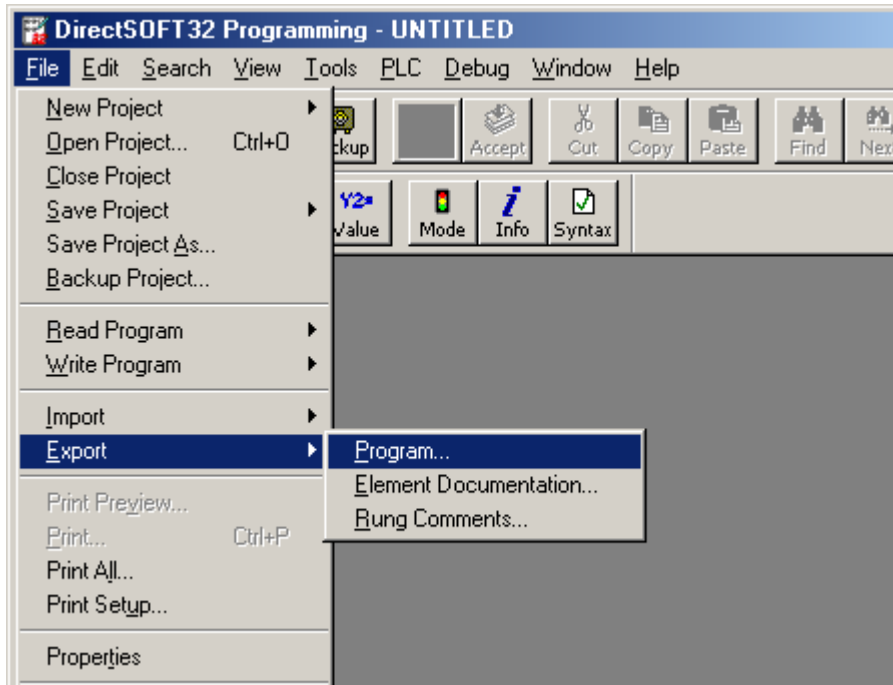 DirectSOFT32 Programming - UNTITLED
File Edit Search View Tools PLC Debug Window Help
New Project
Open Project... Ctrl+O
Close Project
Save Project
Save Project As...
Backup Project...
Read Program
Write Program
Import
Export
Print Preview...
Print... Ctrl+P
Print All...
Print Setup...
Properties
Program...
Element Documentation...
Rung Comments...
ckup Accept Cut Copy Paste Find Nex
Y2=
Value Mode Info Syntax